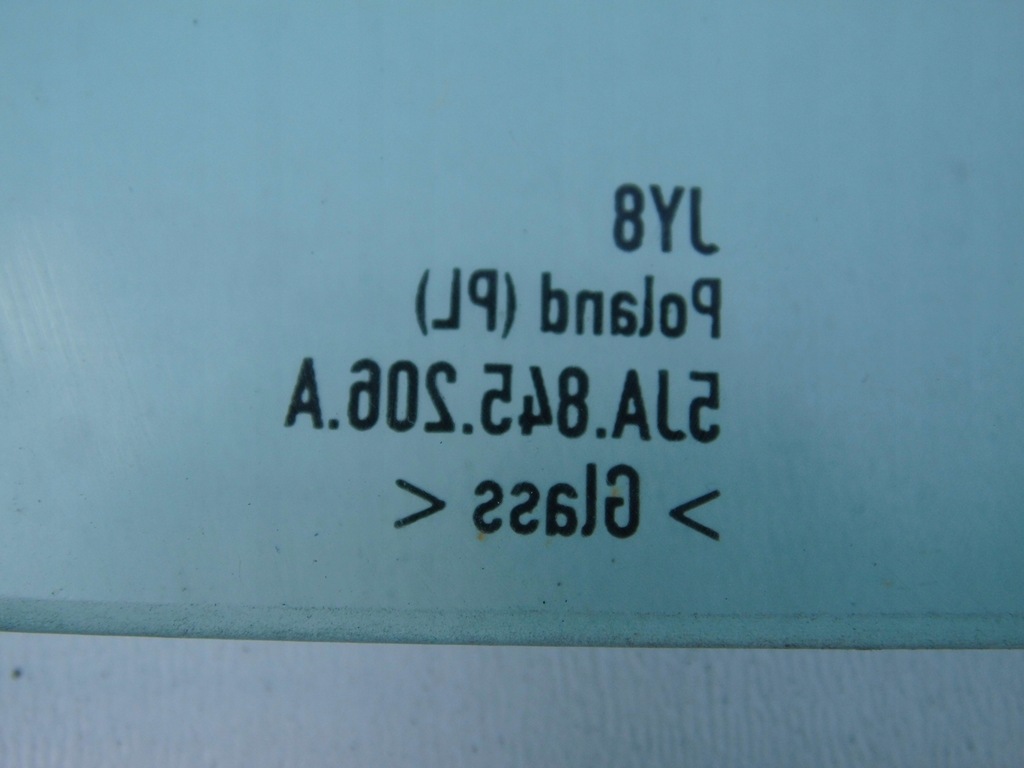 JY8
Poland (PL)
5JA.845.206.A
> Glass <